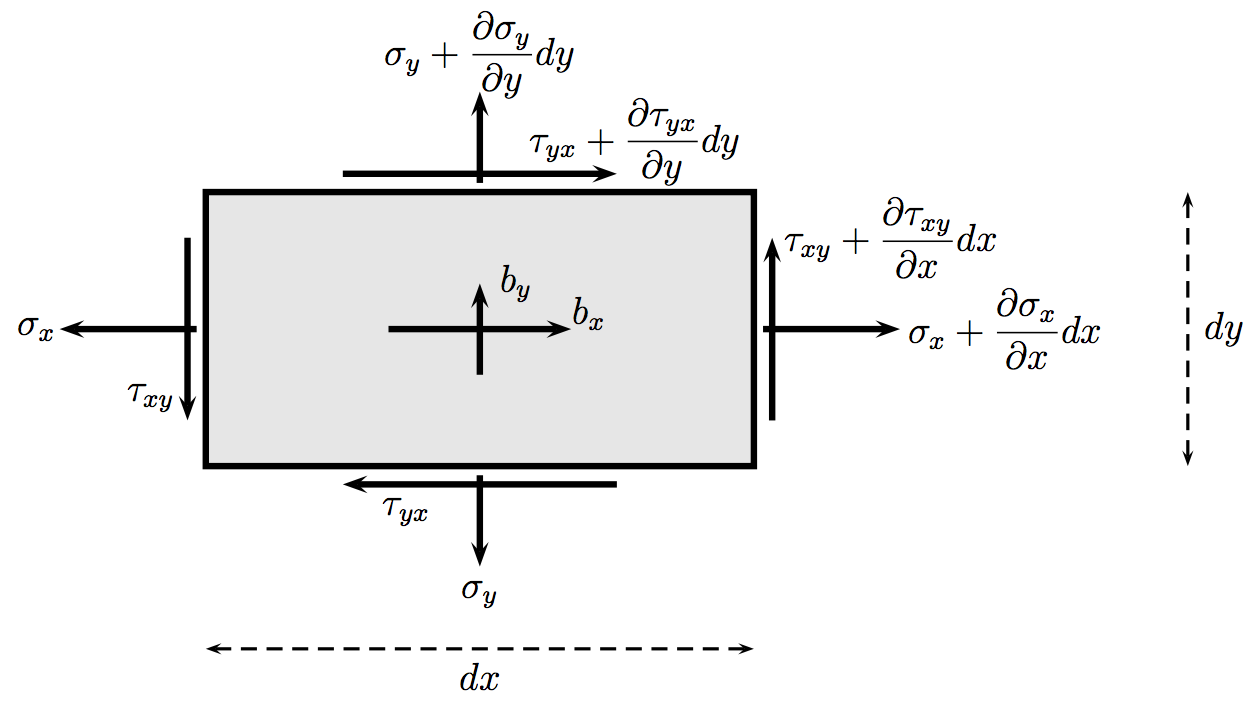 σ_y + ∂σ_y/∂y dy
τ_yx + ∂τ_yx/∂y dy
τ_xy + ∂τ_xy/∂x dx
b_y
b_x
σ_x
σ_x + ∂σ_x/∂x dx
dy
τ_xy
τ_yx
σ_y
dx